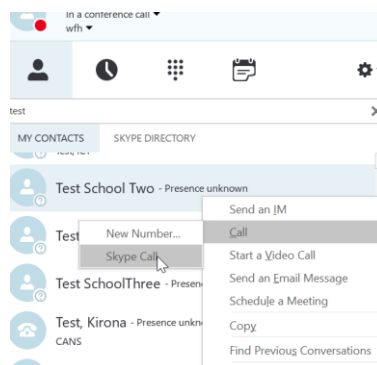 In a conference call
wfh
test
MY CONTACTS SKYPE DIRECTORY
Test School Two - Presence unknown
Send an IM
Call
Start a Video Call
Send an Email Message
Schedule a Meeting
Copy
Find Previous Conversations
New Number...
Skype Call
Test
Test SchoolThree - Presen
Test, Kirona - Presence unkn
CANS